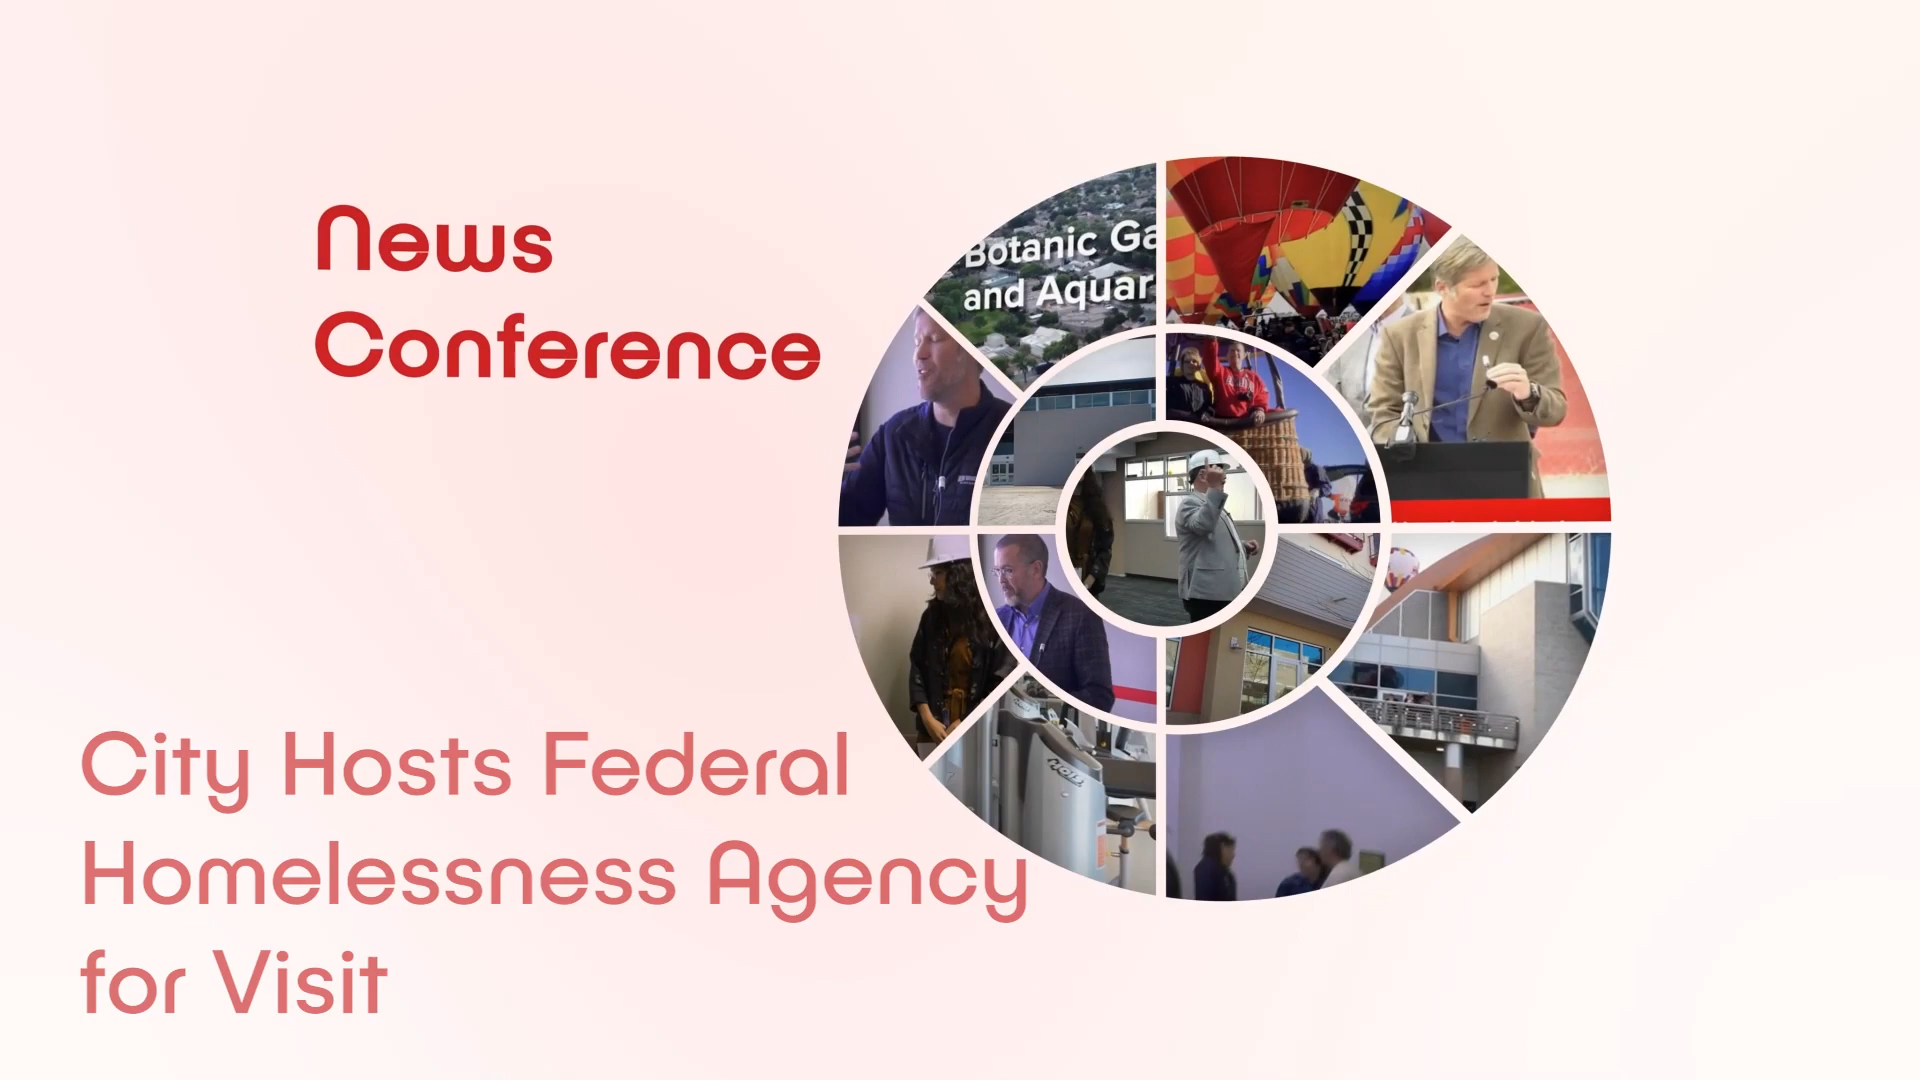 News
Conference
Botanic Ga
and Aquar
City Hosts Federal
Homelessness Agency
for Visit